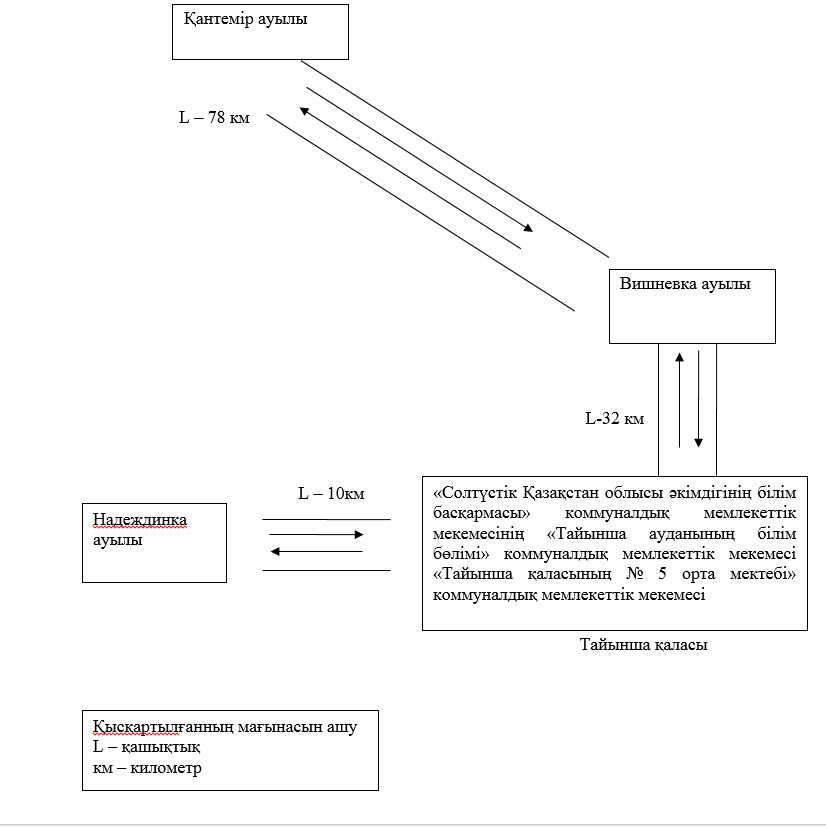 Қантемір ауылы
L – 78 км
Вишневка ауылы
L-32 км
L – 10км
Надеждинка
ауылы
«Солтүстік Қазақстан облысы әкімдігінің білім
басқармасы» коммуналдық мемлекеттік
мекемесінің «Тайынша ауданының білім
бөлімі» коммуналдық мемлекеттік мекемесі
«Тайынша қаласының № 5 орта мектебі»
коммуналдық мемлекеттік мекемесі
Тайынша қаласы
Қысқартылғанның мағынасын ашу
L – қашықтық
км – километр